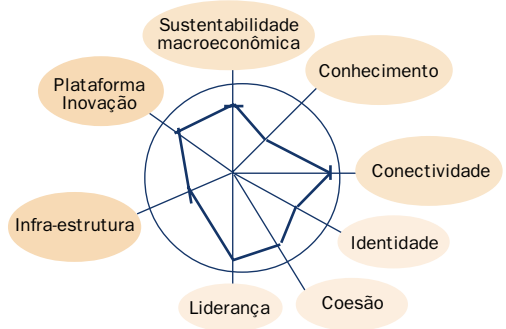 Sustentabilidade
macroeconômica
Conhecimento
Plataforma
Inovação
Conectividade
Infra-estrutura
Identidade
Coesão
Liderança